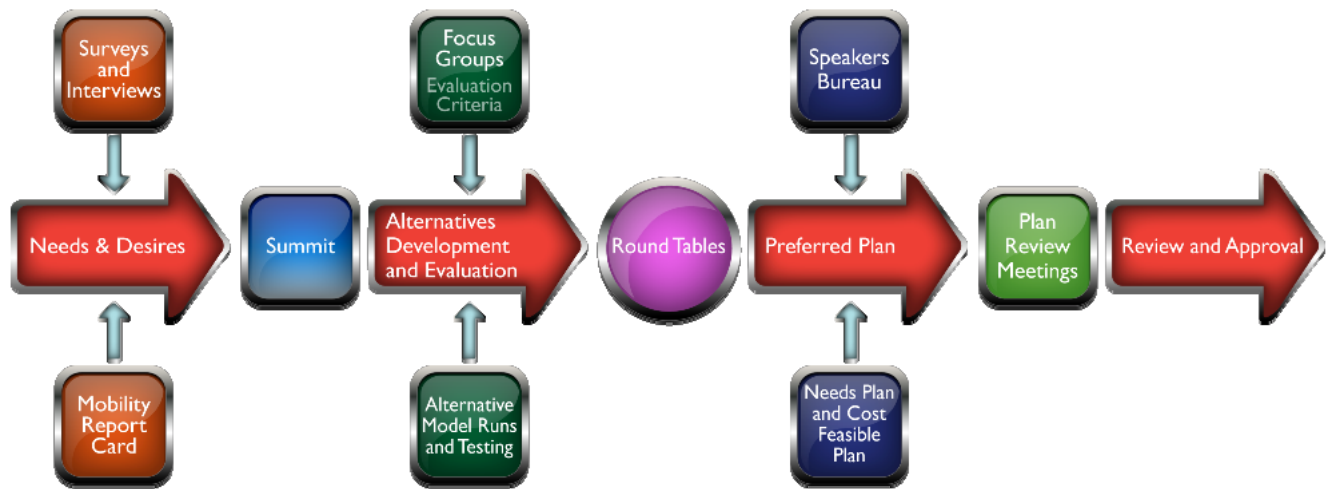 Surveys
and
Interviews
Focus
Groups
Evaluation
Criteria
Speakers
Bureau
Needs & Desires
Summit
Alternatives
Development
and Evaluation
Round Tables
Preferred Plan
Plan
Review
Meetings
Review and Approval
Mobility
Report
Card
Alternative
Model Runs
and Testing
Needs Plan
and Cost
Feasible
Plan